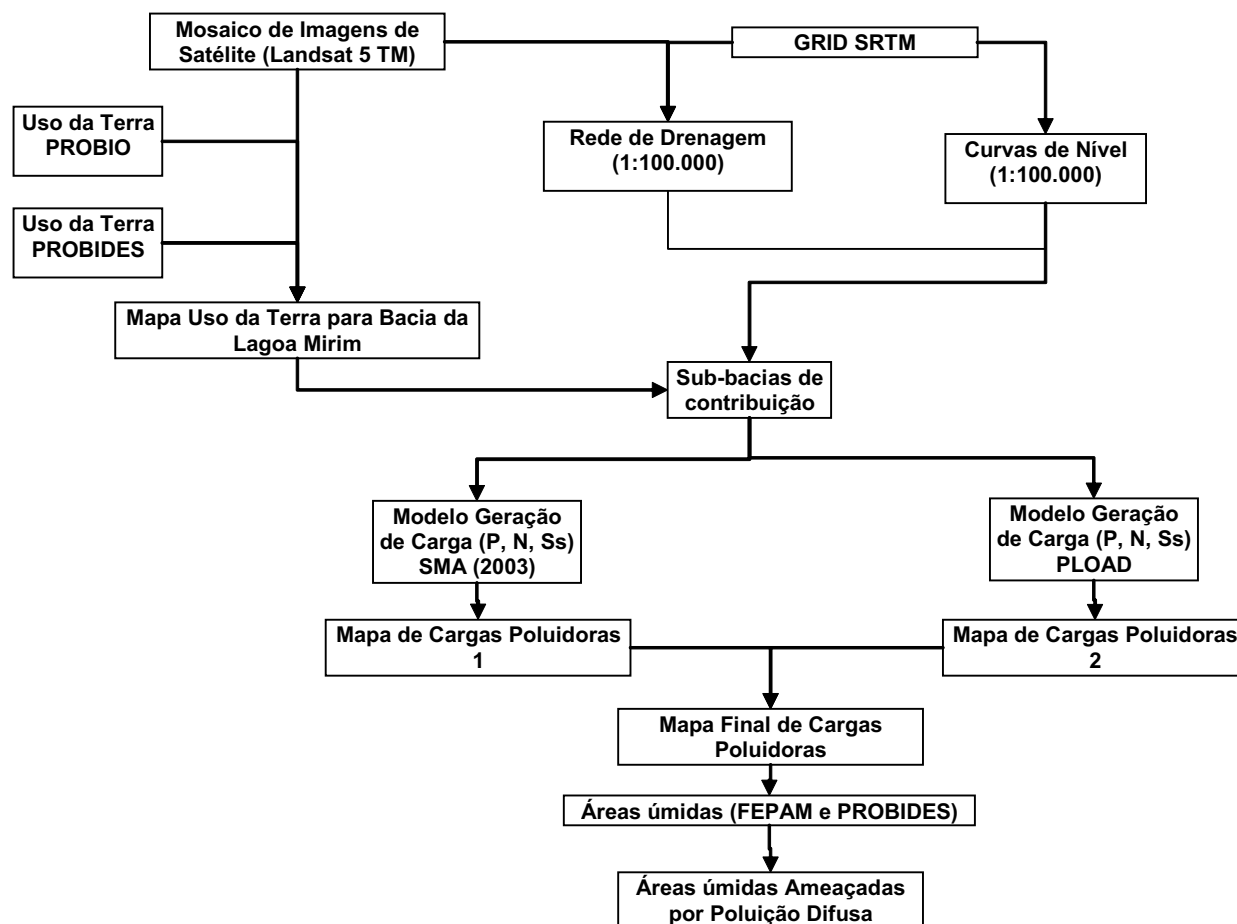 Mosaico de Imagens de
Satélite (Landsat 5 TM)
GRID SRTM
Uso da Terra
PROBIO
Rede de Drenagem
(1:100.000)
Curvas de Nível
(1:100.000)
Uso da Terra
PROBIDES
Mapa Uso da Terra para Bacia da
Lagoa Mirim
Sub-bacias de
contribuição
Modelo Geração
de Carga (P, N, Ss)
SMA (2003)
Modelo Geração
de Carga (P, N, Ss)
PLOAD
Mapa de Cargas Poluidoras
1
Mapa de Cargas Poluidoras
2
Mapa Final de Cargas
Poluidoras
Áreas úmidas (FEPAM e PROBIDES)
Áreas úmidas Ameaçadas
por Poluição Difusa